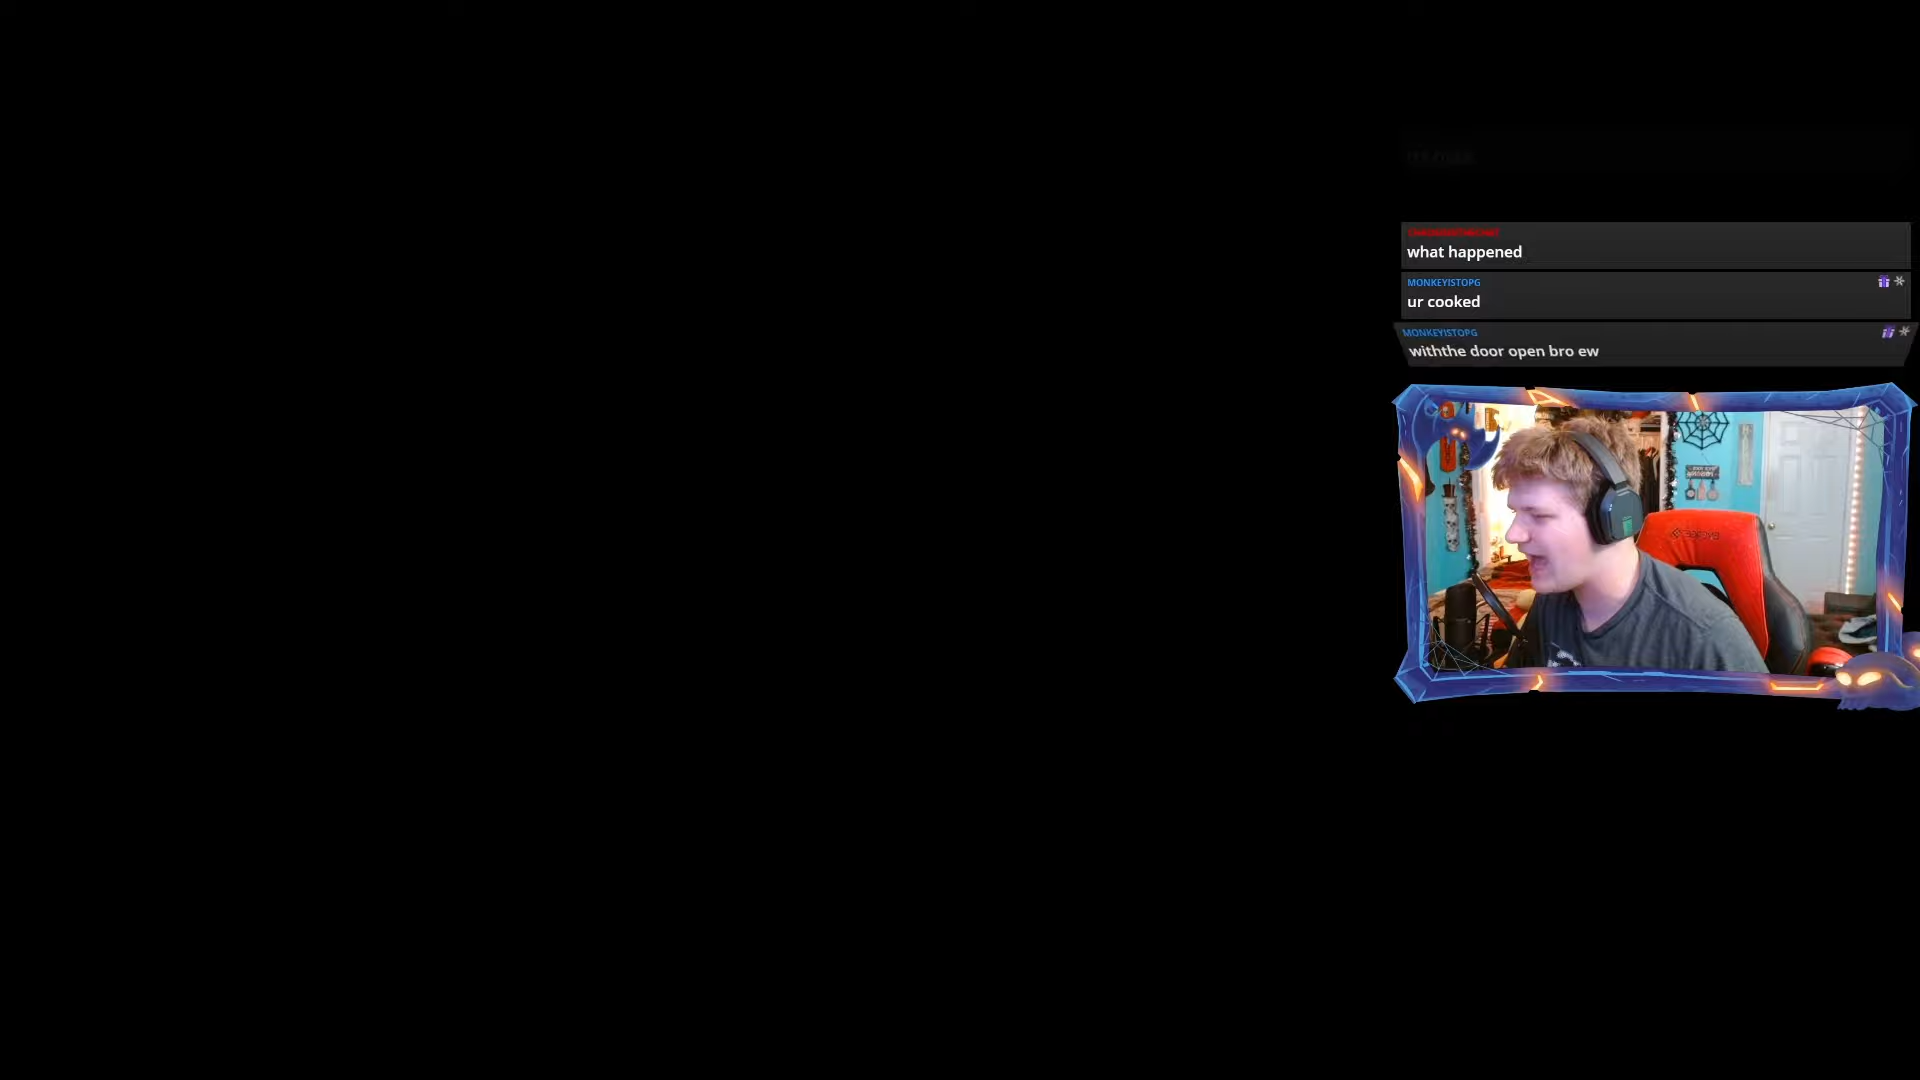 what happened
MONKEYISTOPG
ur cooked
MONKEYISTOPG
withthe door open bro ew